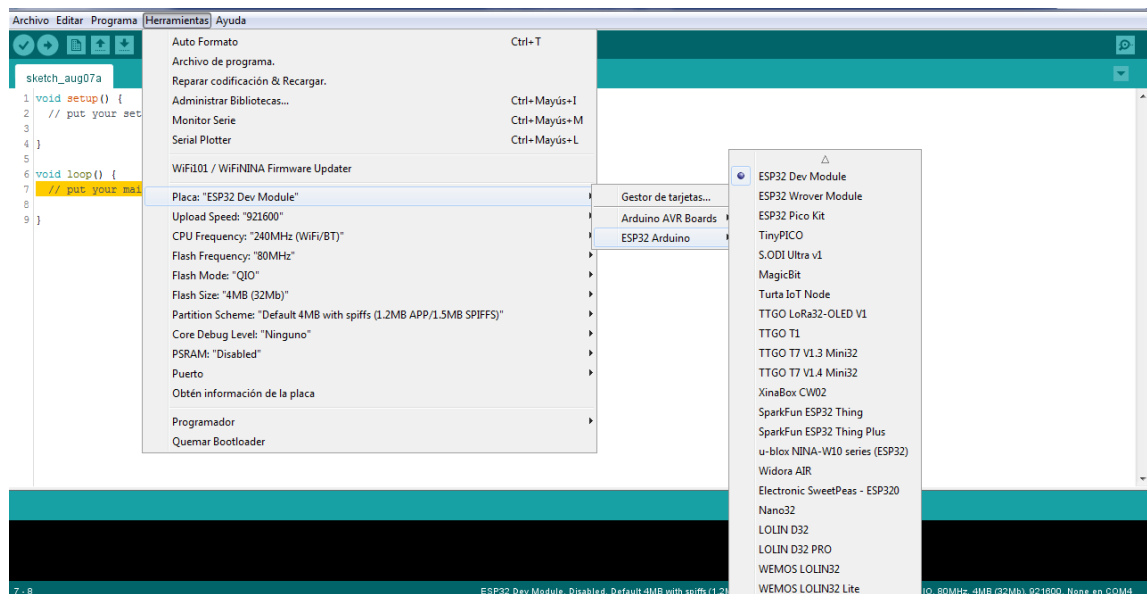 Archivo Editar Programa Herramientas Ayuda
sketch_aug07a
1 void setup() {
2 // put your set
3
4 }
5
6 void loop() {
7 // put your mai
8
9 }
Auto Formato Ctrl+T
Archivo de programa.
Reparar codificación & Recargar.
Administrar Bibliotecas... Ctrl+Mayús+I
Monitor Serie Ctrl+Mayús+M
Serial Plotter Ctrl+Mayús+L
WiFi101 / WiFiNINA Firmware Updater
Placa: "ESP32 Dev Module"
Upload Speed: "921600"
CPU Frequency: "240MHz (WiFi/BT)"
Flash Frequency: "80MHz"
Flash Mode: "QIO"
Flash Size: "4MB (32Mb)"
Partition Scheme: "Default 4MB with spiffs (1.2MB APP/1.5MB SPIFFS)"
Core Debug Level: "Ninguno"
PSRAM: "Disabled"
Puerto
Obtén información de la placa
Programador
Quemar Bootloader
Gestor de tarjetas...
Arduino AVR Boards
ESP32 Arduino
ESP32 Dev Module
ESP32 Wrover Module
ESP32 Pico Kit
TinyPICO
S.ODI Ultra v1
MagicBit
Turta IoT Node
TTGO LoRa32-OLED V1
TTGO T1
TTGO T7 V1.3 Mini32
TTGO T7 V1.4 Mini32
XinaBox CW02
SparkFun ESP32 Thing
SparkFun ESP32 Thing Plus
u-blox NINA-W10 series (ESP32)
Widora AIR
Electronic SweetPeas - ESP320
Nano32
LOLIN D32
LOLIN D32 PRO
WEMOS LOLIN32
WEMOS LOLIN32 Lite
7 - 8 ESP32 Dev Module, Disabled, Default 4MB with spiffs (1.2 IO, 80MHz, 4MB (32Mb), 921600, None en COM4